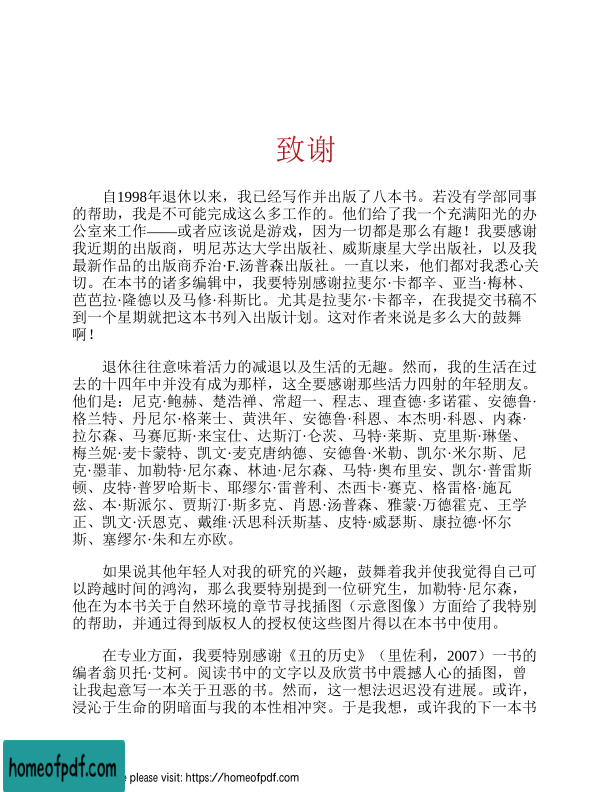 致谢
自1998年退休以来，我已经写作并出版了八本书。若没有学部同事
的帮助，我是不可能完成这么多工作的。他们给了我一个充满阳光的办
公室来工作——或者应该说是游戏，因为一切都是那么有趣！我要感谢
我近期的出版商，明尼苏达大学出版社、威斯康星大学出版社，以及我
最新作品的出版商乔治·F.汤普森出版社。一直以来，他们都对我悉心关
切。在本书的诸多编辑中，我要特别感谢拉斐尔·卡都辛、亚当·梅林、
芭芭拉·隆德以及马修·科斯比。尤其是拉斐尔·卡都辛，在我提交书稿不
到一个星期就把这本书列入出版计划。这对作者来说是多么大的鼓舞
啊！
退休往往意味着活力的减退以及生活的无趣。然而，我的生活在过
去的十四年中并没有成为那样，这全要感谢那些活力四射的年轻朋友。
他们是：尼克·鲍赫、楚浩禅、常超一、程志、理查德·多诺霍、安德鲁·
格兰特、丹尼尔·格莱士、黄洪年、安德鲁·科恩、本杰明·科恩、内森·
拉尔森、马赛厄斯·来宝仕、达斯汀·仑茨、马特·莱斯、克里斯·琳堡、
梅兰妮·麦卡蒙特、凯文·麦克唐纳德、安德鲁·米勒、凯尔·米尔斯、尼
克·墨菲、加勒特·尼尔森、林迪·尼尔森、马特·奥布里安、凯尔·普雷斯
顿、皮特·普罗哈斯卡、耶缪尔·雷普利、杰西卡·赛克、格雷格·施瓦
兹、本·斯派尔、贾斯汀·斯多克、肖恩·汤普森、雅蒙·万德霍克、王学
正、凯文·沃恩克、戴维·沃思科沃斯基、皮特·威瑟斯、康拉德·怀尔
斯、塞缪尔·朱和左亦欧。
如果说其他年轻人对我的研究的兴趣，鼓舞着我并使我觉得自己可
以跨越时间的鸿沟，那么我要特别提到一位研究生，加勒特·尼尔森，
他在为本书关于自然环境的章节寻找插图（示意图像）方面给了我特别
的帮助，并通过得到版权人的授权使这些图片得以在本书中使用。
在专业方面，我要特别感谢《丑的历史》（里佐利，2007）一书的
编者翁贝托·艾柯。阅读书中的文字以及欣赏书中震撼人心的插图，曾
让我起意写一本关于丑恶的书。然而，这一想法迟迟没有进展。或许，
浸沁于生命的阴暗面与我的本性相冲突。于是我想，或许我的下一本书
homeofpdf.com
e please visit: https://homeofpdf.com